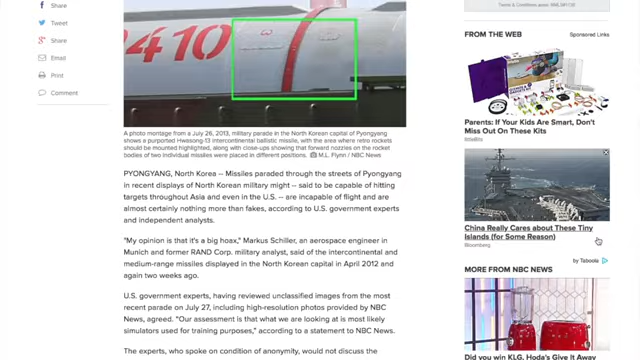 Share
Tweet
Share
Email
Print
Comment
410
A photo montage from a July 26, 2013, military parade in the North Korean capital of Pyongyang
shows a purported Hwasong-13 intercontinental ballistic missile, with the area where retro rockets
should be mounted highlighted, along with close-ups showing that forward nozzles on the rocket
bodies of two individual missiles were placed in different positions. M.L. Flynn / NBC News
PYONGYANG, North Korea -- Missiles paraded through the streets of Pyongyang
in recent displays of North Korean military might – said to be capable of hitting
targets throughout Asia and even in the U.S. -- are incapable of flight and are
almost certainly nothing more than fakes, according to U.S. government experts
and independent analysts.
"My opinion is that it's a big hoax," Markus Schiller, an aerospace engineer in
Munich and former RAND Corp. military analyst, said of the intercontinental and
medium-range missiles displayed in the North Korean capital in April 2012 and
again two weeks ago.
U.S. government experts, having reviewed unclassified images from the most
recent parade on July 27, including high-resolution photos provided by NBC
News, agreed. "Our assessment is that what we are looking at is most likely
simulators used for training purposes," according to a statement to NBC News.
The experts, who spoke on condition of anonymity, would not discuss the
FROM THE WEB
Sponsored Links
Parents: If Your Kids Are Smart, Don't
Miss Out On These Kits
littleBits
China Really Cares about These Tiny
Islands (for Some Reason)
Bloomberg
by Taboola
MORE FROM NBC NEWS
Did you win KLG, Hoda's Give it Away